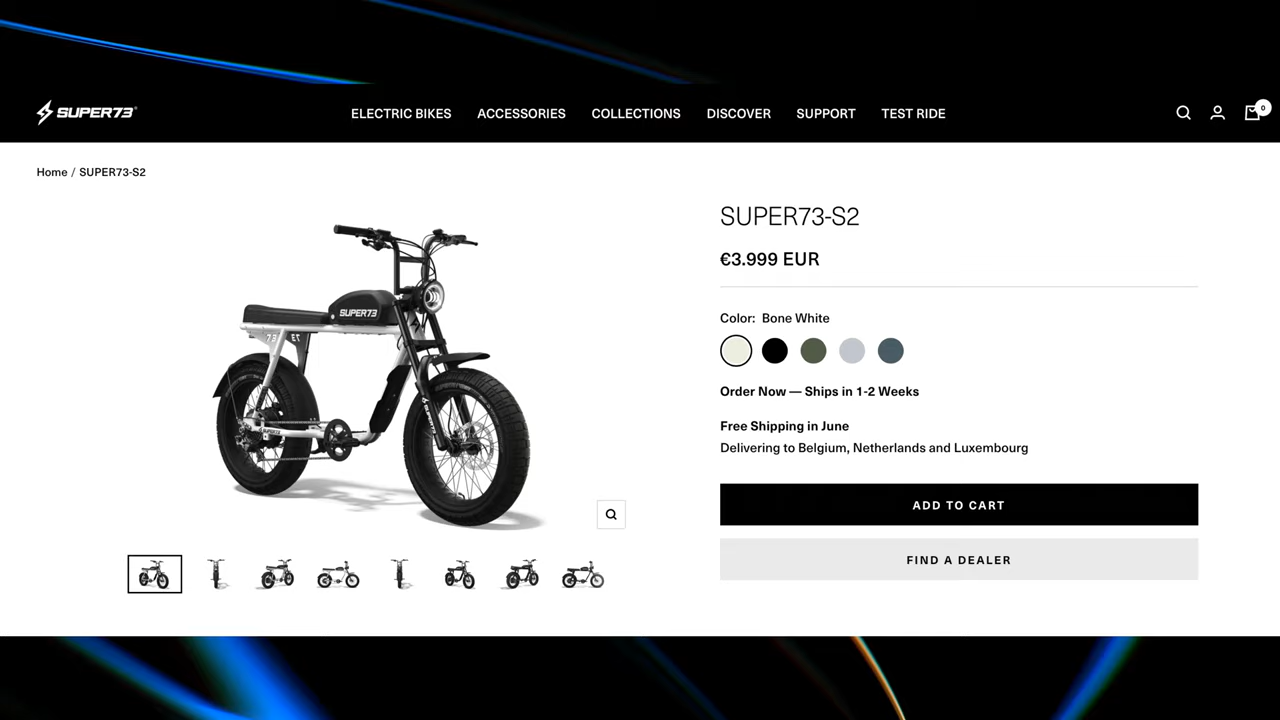 SUPER73
ELECTRIC BIKES
ACCESSORIES
COLLECTIONS
DISCOVER
SUPPORT
TEST RIDE
0
Home / SUPER73-S2
SUPER73-S2
€3.999 EUR
Color: Bone White
Order Now — Ships in 1-2 Weeks
Free Shipping in June
Delivering to Belgium, Netherlands and Luxembourg
ADD TO CART
FIND A DEALER
SUPER73